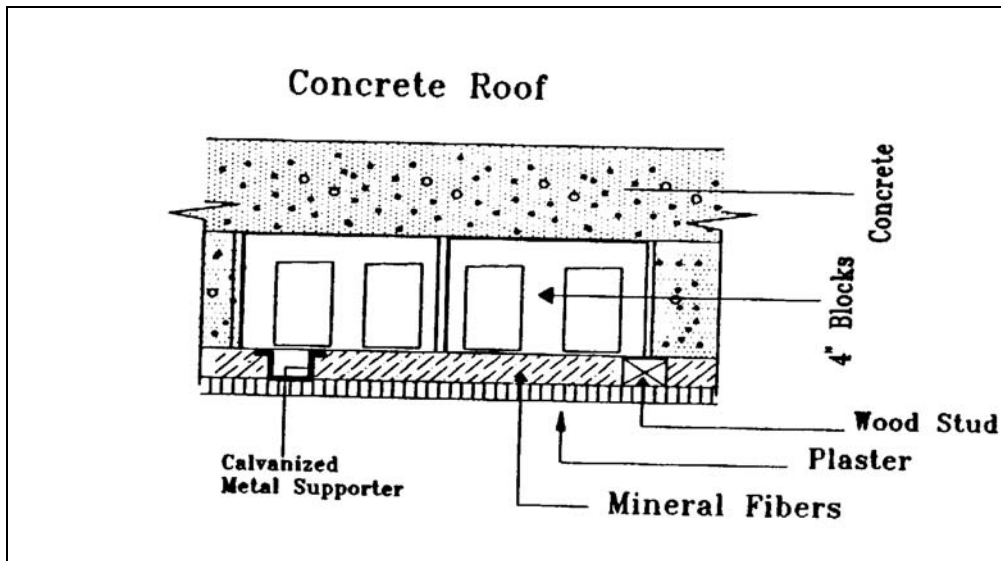 Concrete Roof
Concrete
4" Blocks
Wood Stud
Plaster
Calvanized
Metal Supporter
Mineral Fibers